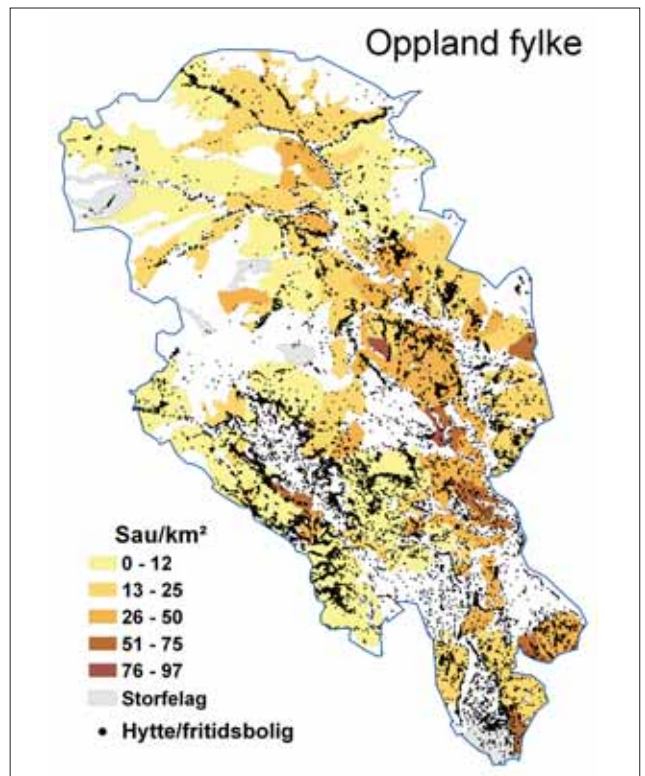 Oppland fylke
Sau/km²
0 - 12
13 - 25
26 - 50
51 - 75
76 - 97
Storfelag
Hytte/fritidsbolig